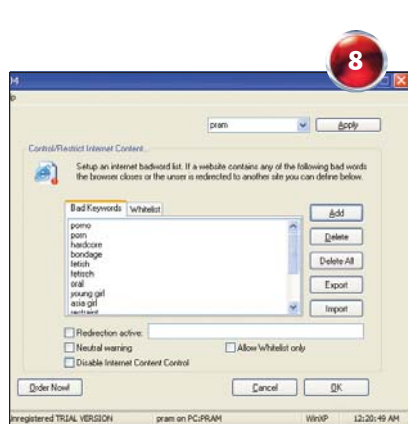 8
M
p
pram
Apply
Control/Restrict Internet Content...
Setup an internet badword list. If a website contains any of the following bad words
the browser closes or the unser is redirected to another site you can define below.
Bad Keywords Whitelist
Add
porno
porn
Delete
hardcore
bondage
Delete All
fetish
fetisch
Export
oral
young girl
asia girl
Import
restraint
Redirection active:
Neutral warning
Allow Whitelist only
Disable Internet Content Control
Order Now!
Cancel
OK
nregistered TRIAL VERSION
pram on PC:PRAM
WinXP
12:20:49 AM